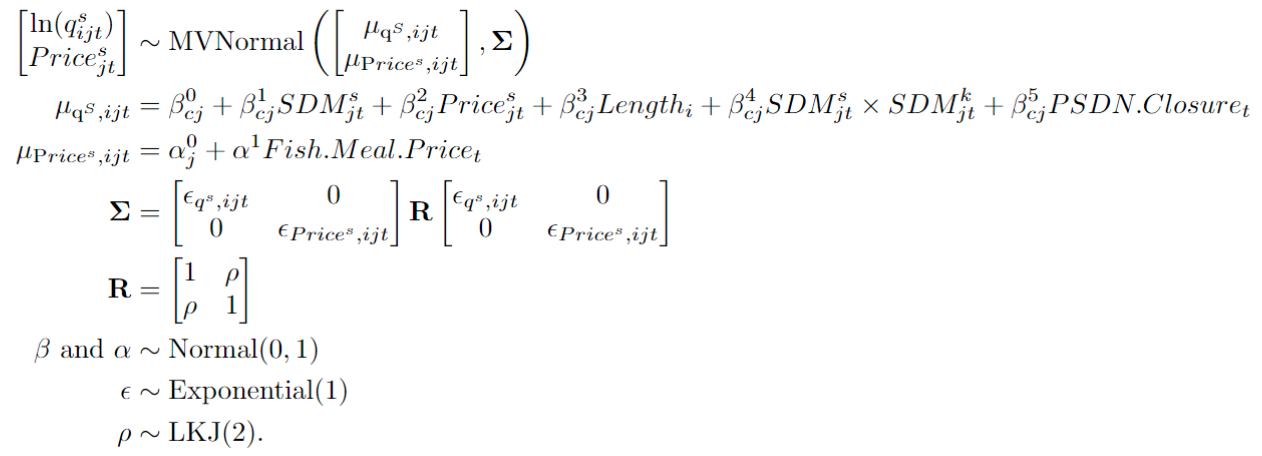 [ln(q^s_{ijt}) ; Price^s_{jt}] ∼ MVNormal([μ_{q^S,ijt} ; μ_{Price^s,ijt}], Σ)
μ_{q^S,ijt} = β^0_{cj} + β^1_{cj}SDM^s_{jt} + β^2_{cj}Price^s_{jt} + β^3_{cj}Length_i + β^4_{cj}SDM^s_{jt} × SDM^k_{jt} + β^5_{cj}PSDN.Closure_t
μ_{Price^s,ijt} = α^0_j + α^1Fish.Meal.Price_t
Σ = [ε_{q^s,ijt} 0 ; 0 ε_{Price^s,ijt}] R [ε_{q^s,ijt} 0 ; 0 ε_{Price^s,ijt}]
R = [1 ρ ; ρ 1]
β and α ∼ Normal(0, 1)
ϵ ∼ Exponential(1)
ρ ∼ LKJ(2).